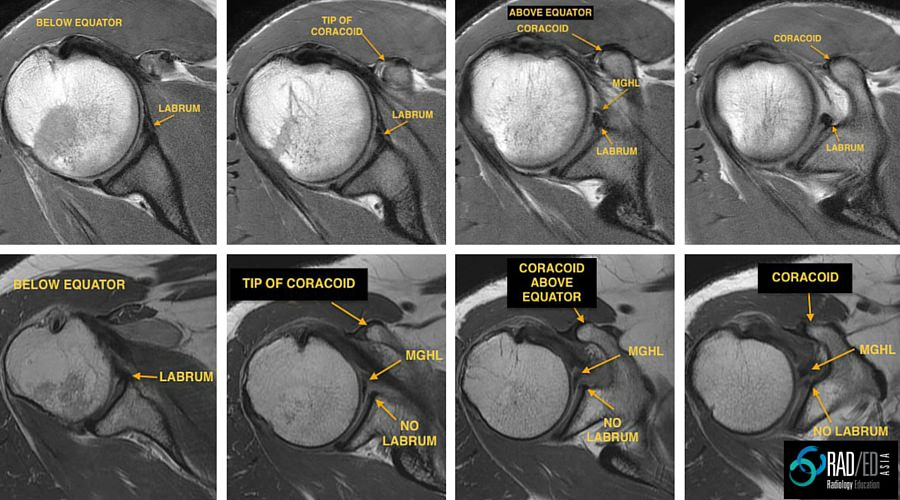 BELOW EQUATOR
LABRUM
TIP OF
CORACOID
LABRUM
ABOVE EQUATOR
CORACOID
MGHL
LABRUM
CORACOID
LABRUM
BELOW EQUATOR
LABRUM
TIP OF CORACOID
MGHL
NO
LABRUM
CORACOID
ABOVE
EQUATOR
MGHL
NO
LABRUM
CORACOID
MGHL
NO LABRUM
RAD/ED ASIA
Radiology Education